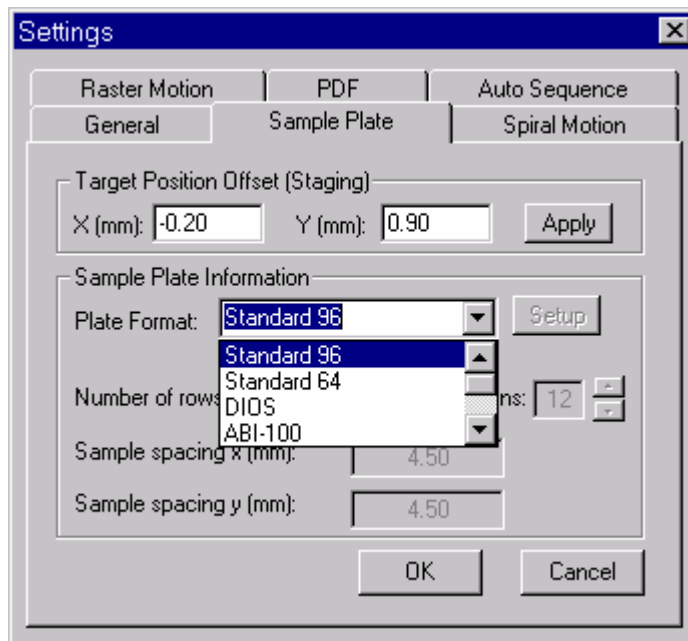 Settings
Raster Motion PDF Auto Sequence
General Sample Plate Spiral Motion
Target Position Offset (Staging)
X (mm): -0.20 Y (mm): 0.90 Apply
Sample Plate Information
Plate Format: Standard 96 Setup
Standard 96
Standard 64
Number of rows ns: 12
DIOS
ABI-100
Sample spacing x (mm): 4.50
Sample spacing y (mm): 4.50
OK Cancel